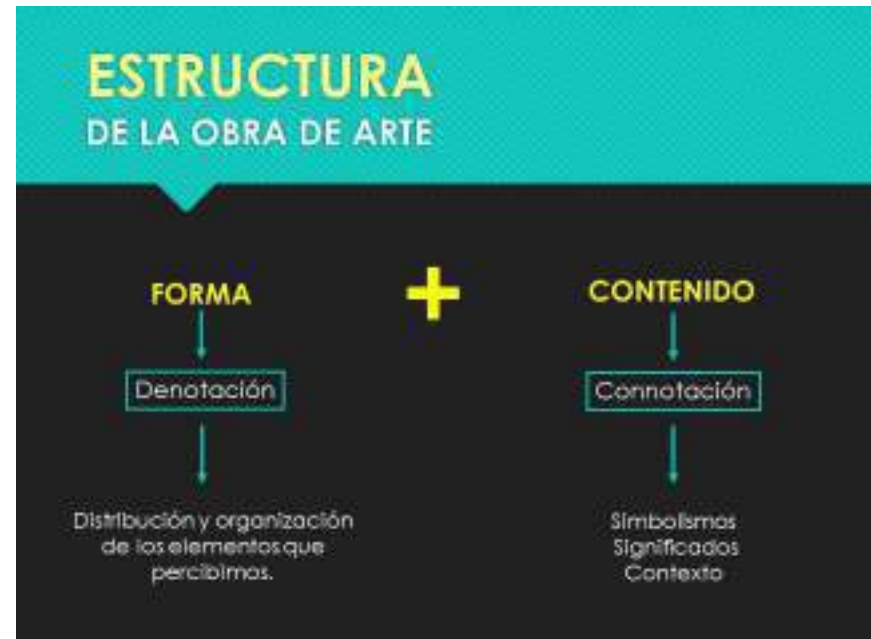 ESTRUCTURA
DE LA OBRA DE ARTE
FORMA
+
CONTENIDO
Denotación
Connotación
Distribución y organización
de los elementos que
percibimos.
Simbolismos
Significados
Contexto